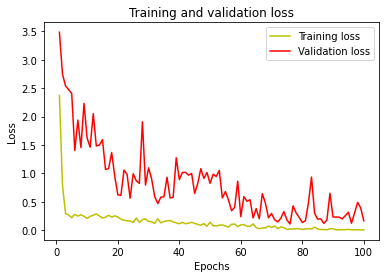 Training and validation loss
Training loss
Validation loss
3.5
3.0
2.5
2.0
1.5
1.0
0.5
0.0
Loss
0
20
40
60
80
100
Epochs